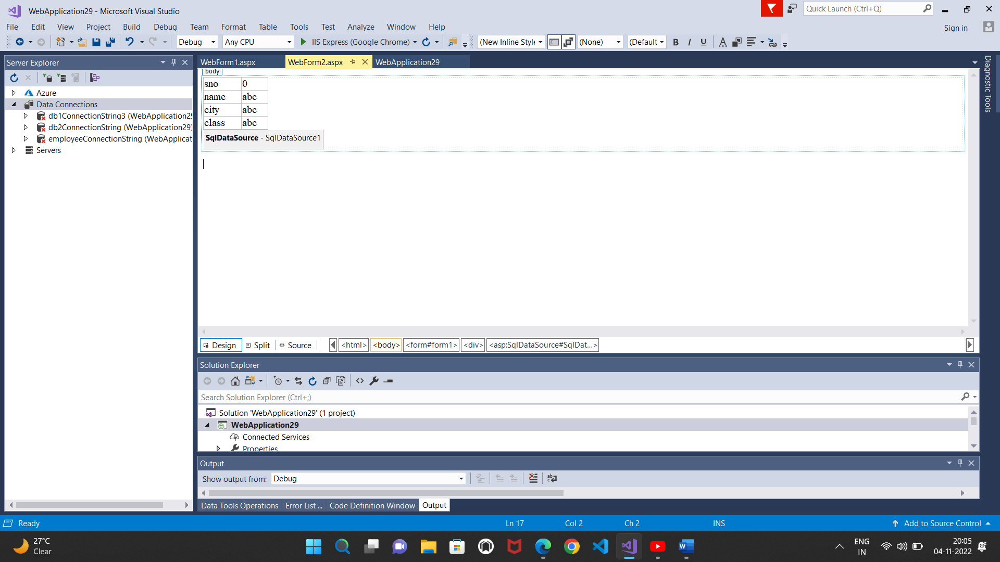 WebApplication29 - Microsoft Visual Studio
Quick Launch (Ctrl+Q)
File Edit View Project Build Debug Team Format Table Tools Test Analyze Window Help
Sign in
Debug Any CPU IIS Express (Google Chrome) (New Inline Style (None) (Default B I U A
Server Explorer
WebForm1.aspx WebForm2.aspx WebApplication29
Azure
Data Connections
db1ConnectionString3 (WebApplication29
db2ConnectionString (WebApplication29)
employeeConnectionString (WebApplicat
Servers
body
sno 0
name abc
city abc
class abc
SqlDataSource - SqlDataSource1
Diagnostic Tools
Design Split Source <html> <body> <form#form1> <div> <asp:SqlDataSource#SqlDat...>
Solution Explorer
Search Solution Explorer (Ctrl+;)
Solution 'WebApplication29' (1 project)
WebApplication29
Connected Services
Properties
Output
Show output from: Debug
Data Tools Operations Error List ... Code Definition Window Output
Ready Ln 17 Col 2 Ch 2 INS Add to Source Control
27°C
Clear
ENG
IN
20:05
04-11-2022